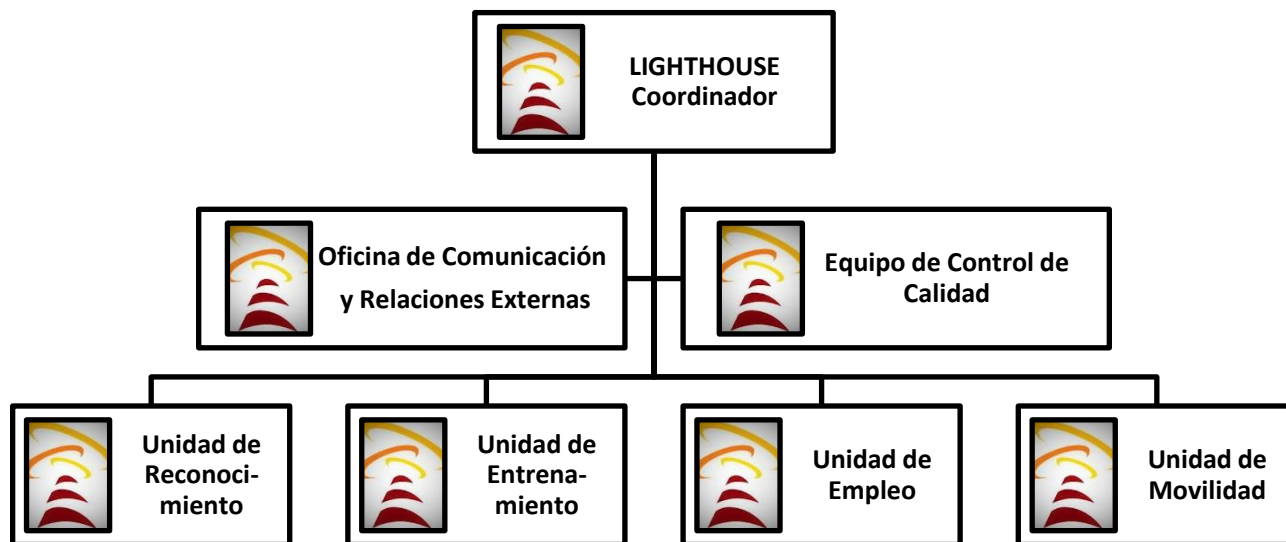 LIGHTHOUSE
Coordinador
Oficina de Comunicación
y Relaciones Externas
Equipo de Control de
Calidad
Unidad de
Reconoci-
miento
Unidad de
Entrena-
miento
Unidad de
Empleo
Unidad de
Movilidad